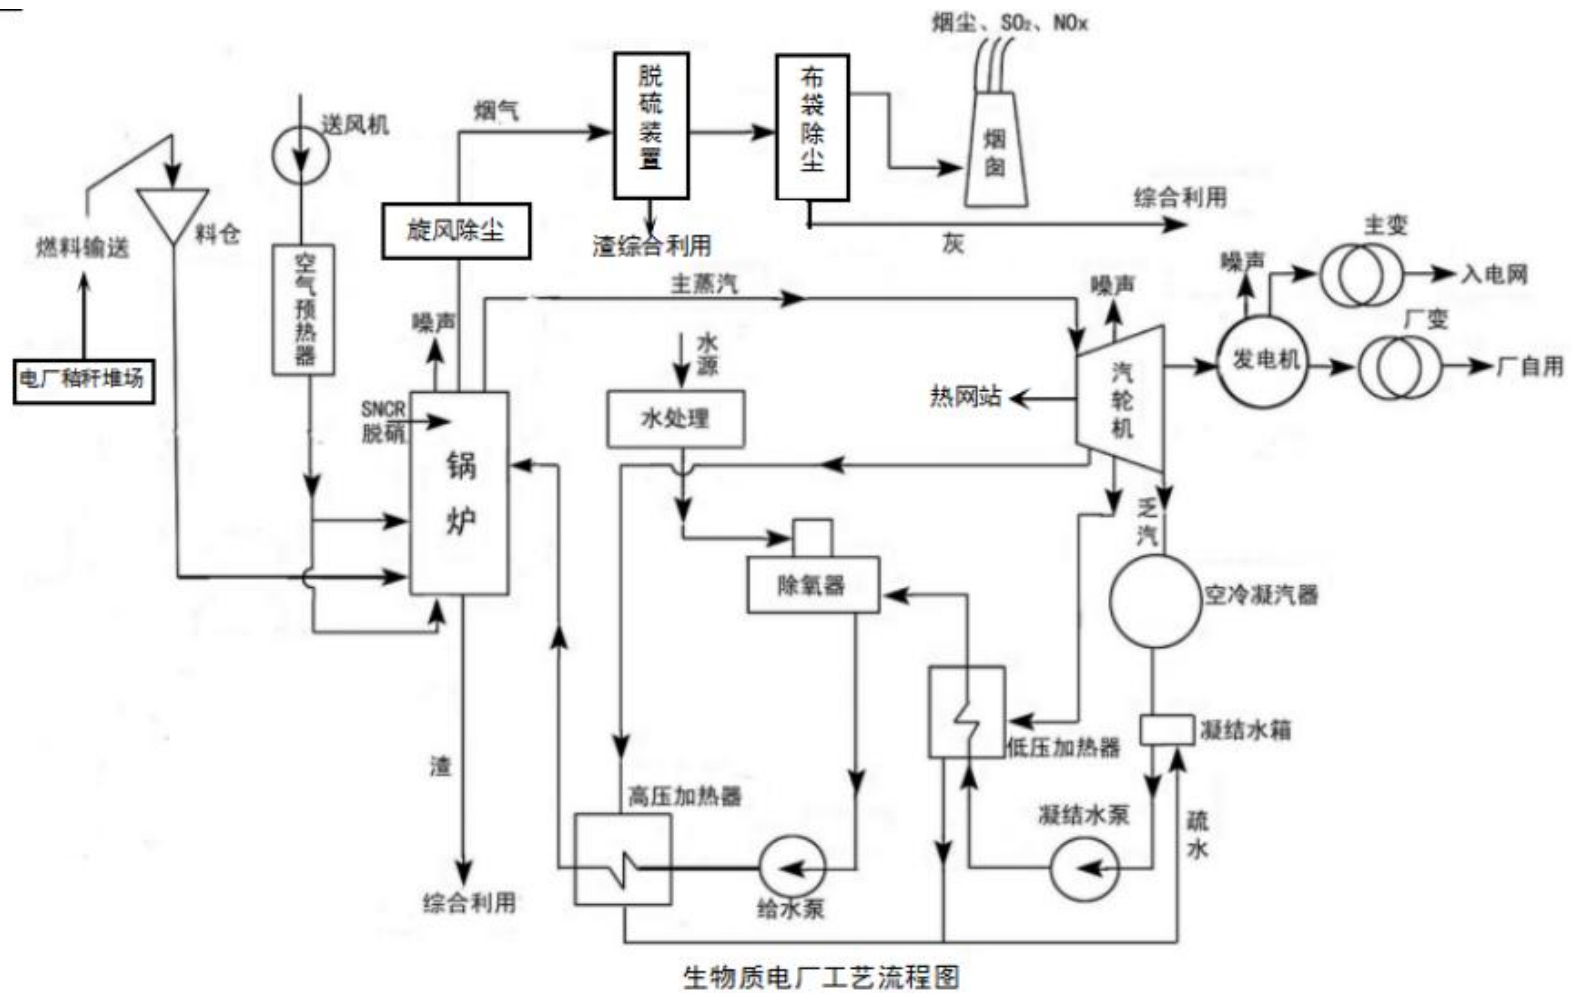 烟尘、SO₂、NOx
脱硫装置
布袋除尘
烟囱
烟气
送风机
综合利用
旋风除尘
料仓
燃料输送
渣综合利用
灰
主变
噪声
入电网
空气预热器
主蒸汽
噪声
噪声
厂变
水源
电厂秸秆堆场
发电机
厂自用
汽轮机
热网站
SNCR
脱硝
水处理
锅炉
乏汽
除氧器
空冷凝汽器
凝结水箱
低压加热器
渣
高压加热器
凝结水泵
疏水
综合利用
给水泵
生物质电厂工艺流程图